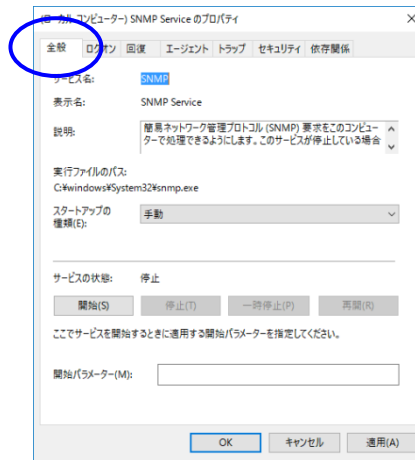 (ローカル コンピューター) SNMP Service のプロパティ
全般 ログオン 回復 エージェント トラップ セキュリティ 依存関係
サービス名: SNMP
表示名: SNMP Service
説明: 簡易ネットワーク管理プロトコル (SNMP) 要求をこのコンピュー
ターで処理できるようにします。このサービスが停止している場合
実行ファイルのパス:
C:¥windows¥System32¥snmp.exe
スタートアップの
種類(E): 手動
サービスの状態: 停止
開始(S) 停止(T) 一時停止(P) 再開(R)
ここでサービスを開始するときに適用する開始パラメーターを指定してください。
開始パラメーター(M):
OK キャンセル 適用(A)